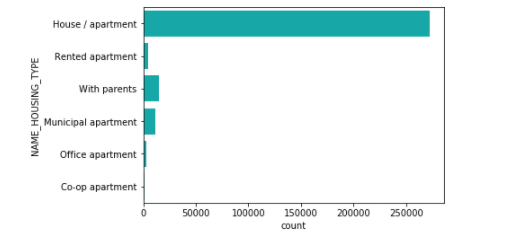 House / apartment
Rented apartment
With parents
Municipal apartment
Office apartment
Co-op apartment
NAME_HOUSING_TYPE
0 50000 100000 150000 200000 250000
count